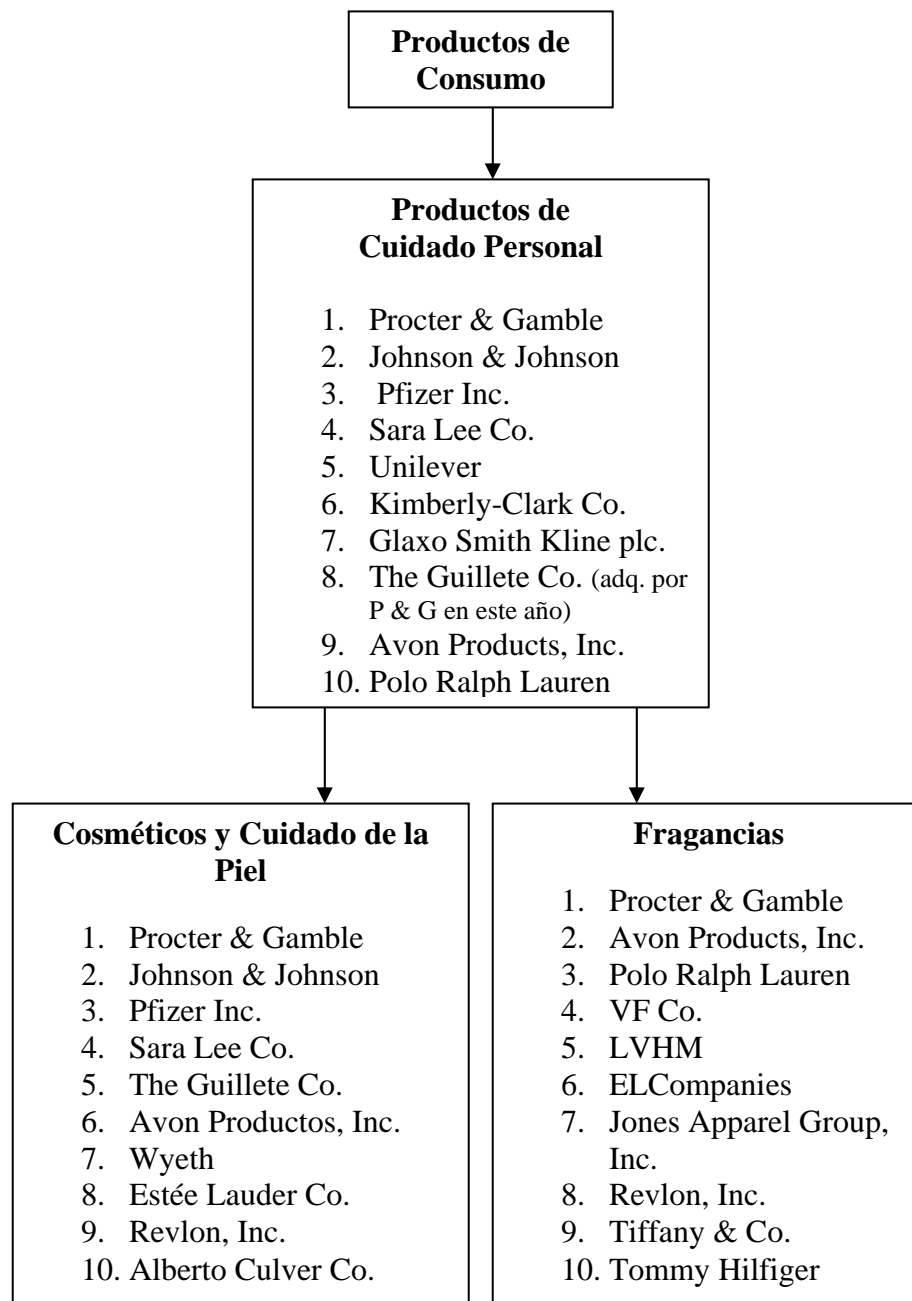 Productos de
Consumo
Productos de
Cuidado Personal
1. Procter & Gamble
2. Johnson & Johnson
3. Pfizer Inc.
4. Sara Lee Co.
5. Unilever
6. Kimberly-Clark Co.
7. Glaxo Smith Kline plc.
8. The Guillete Co. (adq. por
P & G en este año)
9. Avon Products, Inc.
10. Polo Ralph Lauren
Cosméticos y Cuidado de la
Piel
1. Procter & Gamble
2. Johnson & Johnson
3. Pfizer Inc.
4. Sara Lee Co.
5. The Guillete Co.
6. Avon Productos, Inc.
7. Wyeth
8. Estée Lauder Co.
9. Revlon, Inc.
10. Alberto Culver Co.
Fragancias
1. Procter & Gamble
2. Avon Products, Inc.
3. Polo Ralph Lauren
4. VF Co.
5. LVHM
6. ELCompanies
7. Jones Apparel Group,
Inc.
8. Revlon, Inc.
9. Tiffany & Co.
10. Tommy Hilfiger